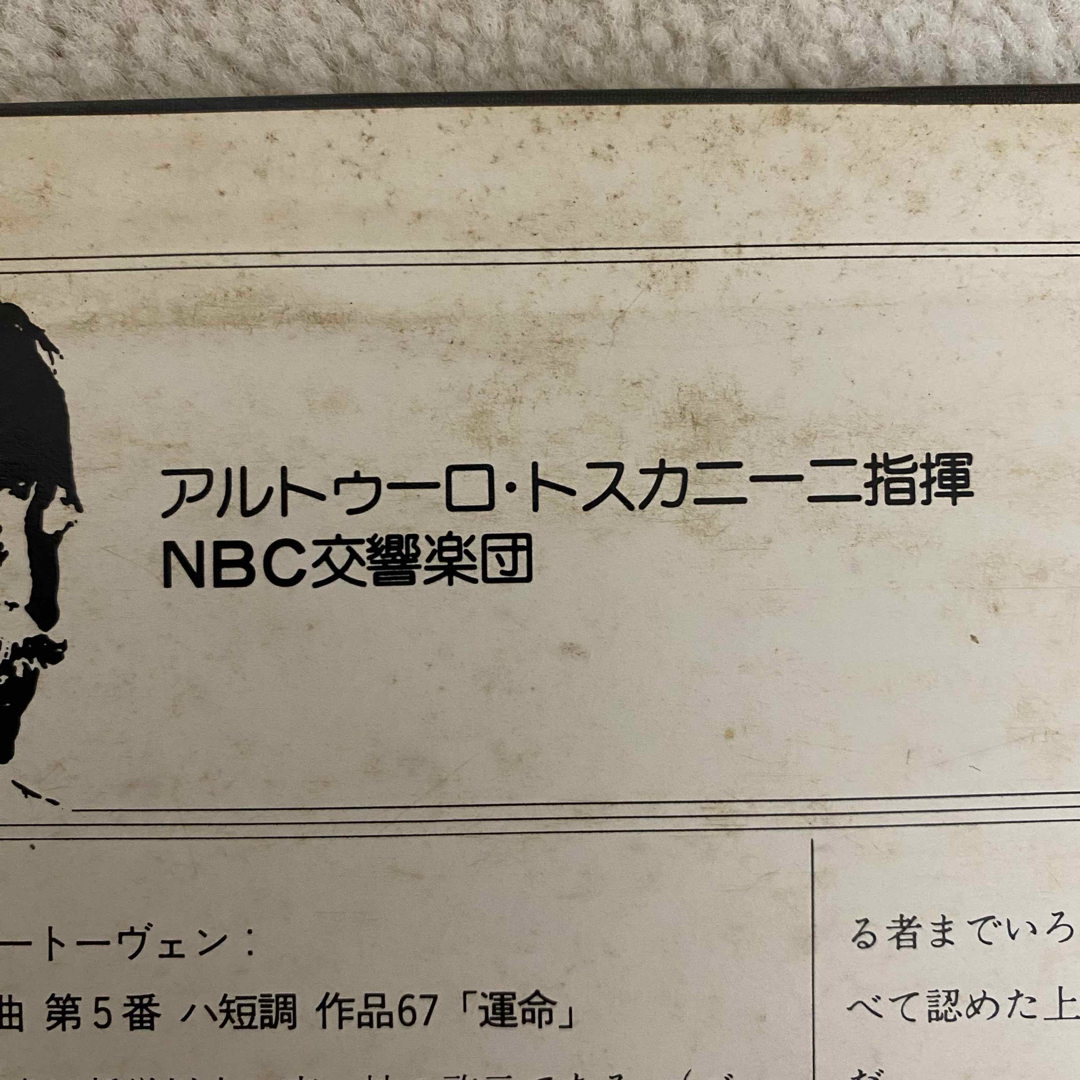 アルトゥーロ・トスカニーニ指揮
NBC交響楽団
ートーヴェン：
曲 第5番 ハ短調 作品67「運命」
る者までいろ
べて認めた上